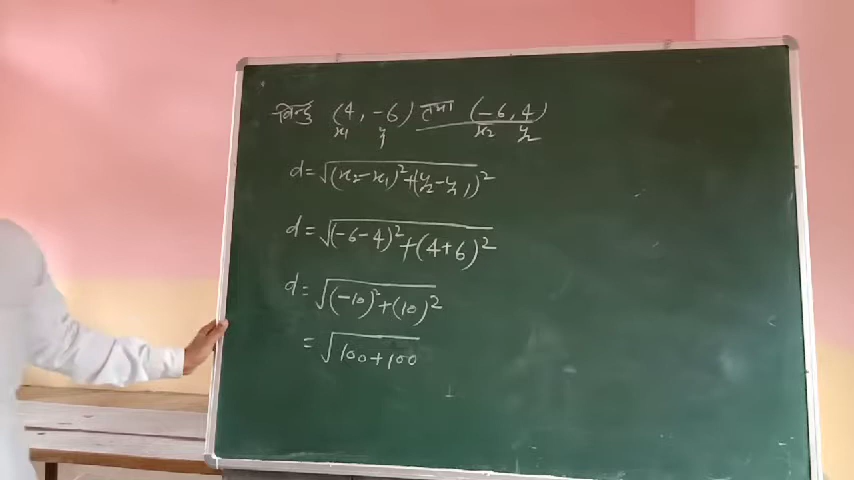 बिन्दु (4, -6) तथा (-6, 4)
x₁ y x₂ y₂
d = √(x₂-x₁)²+(y₂-y₁)²
d = √(-6-4)²+(4+6)²
d = √(-10)²+(10)²
= √100+100